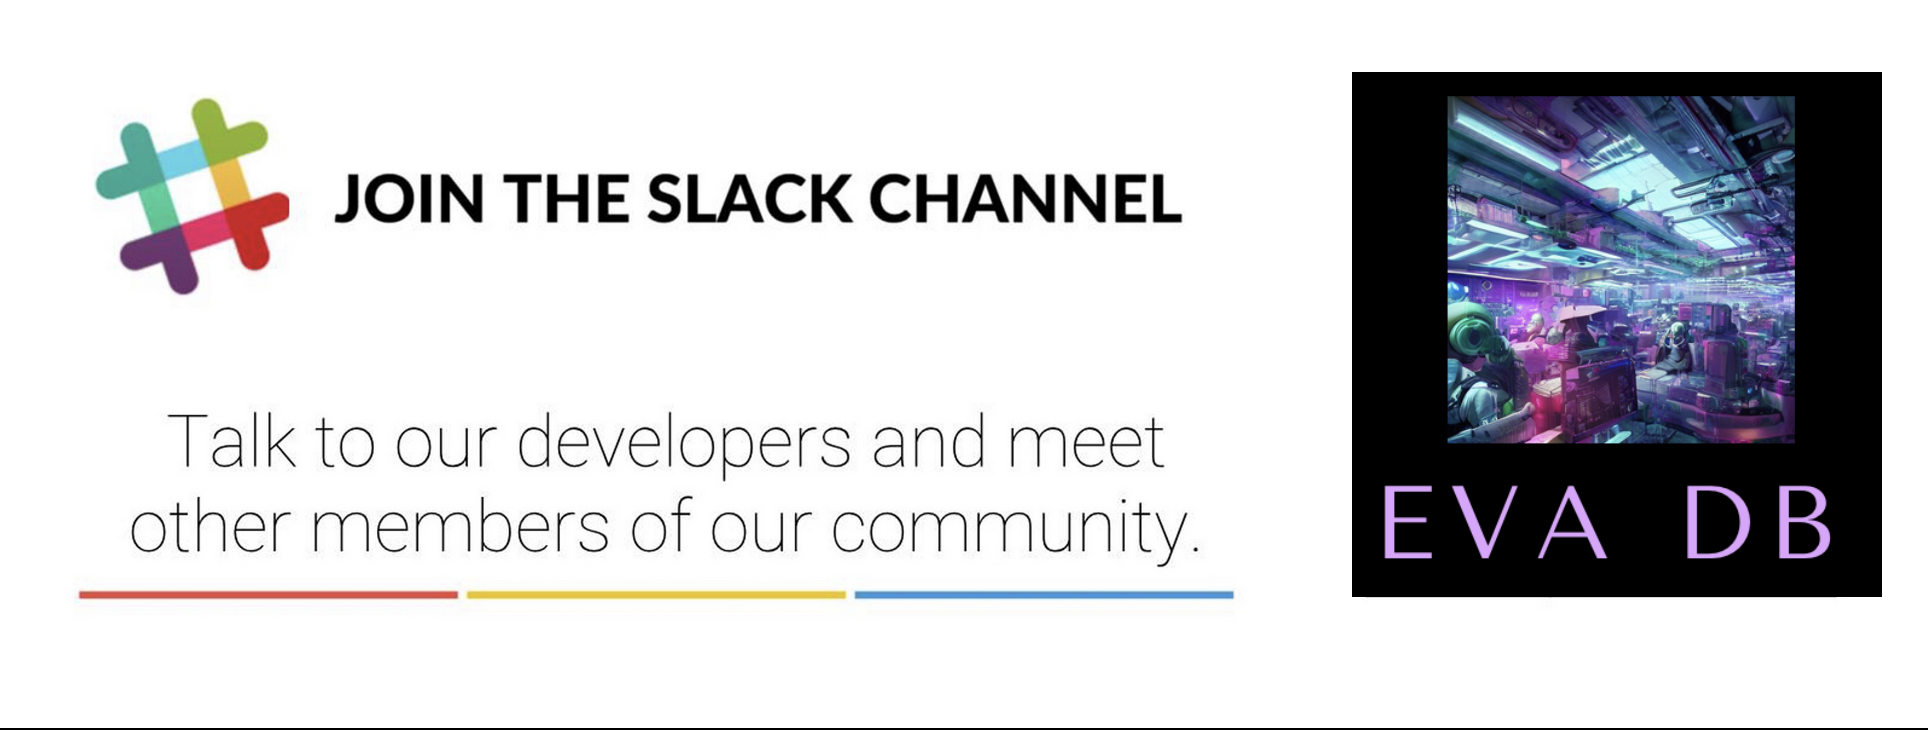 JOIN THE SLACK CHANNEL
Talk to our developers and meet
other members of our community.
EVA DB